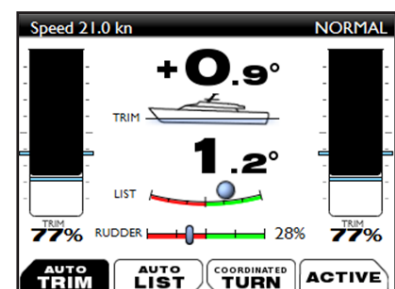 Speed 21.0 kn NORMAL
+0.9°
TRIM
1.2°
LIST
TRIM
77%
RUDDER 28%
TRIM
77%
AUTO
TRIM
AUTO
LIST
COORDINATED
TURN
ACTIVE